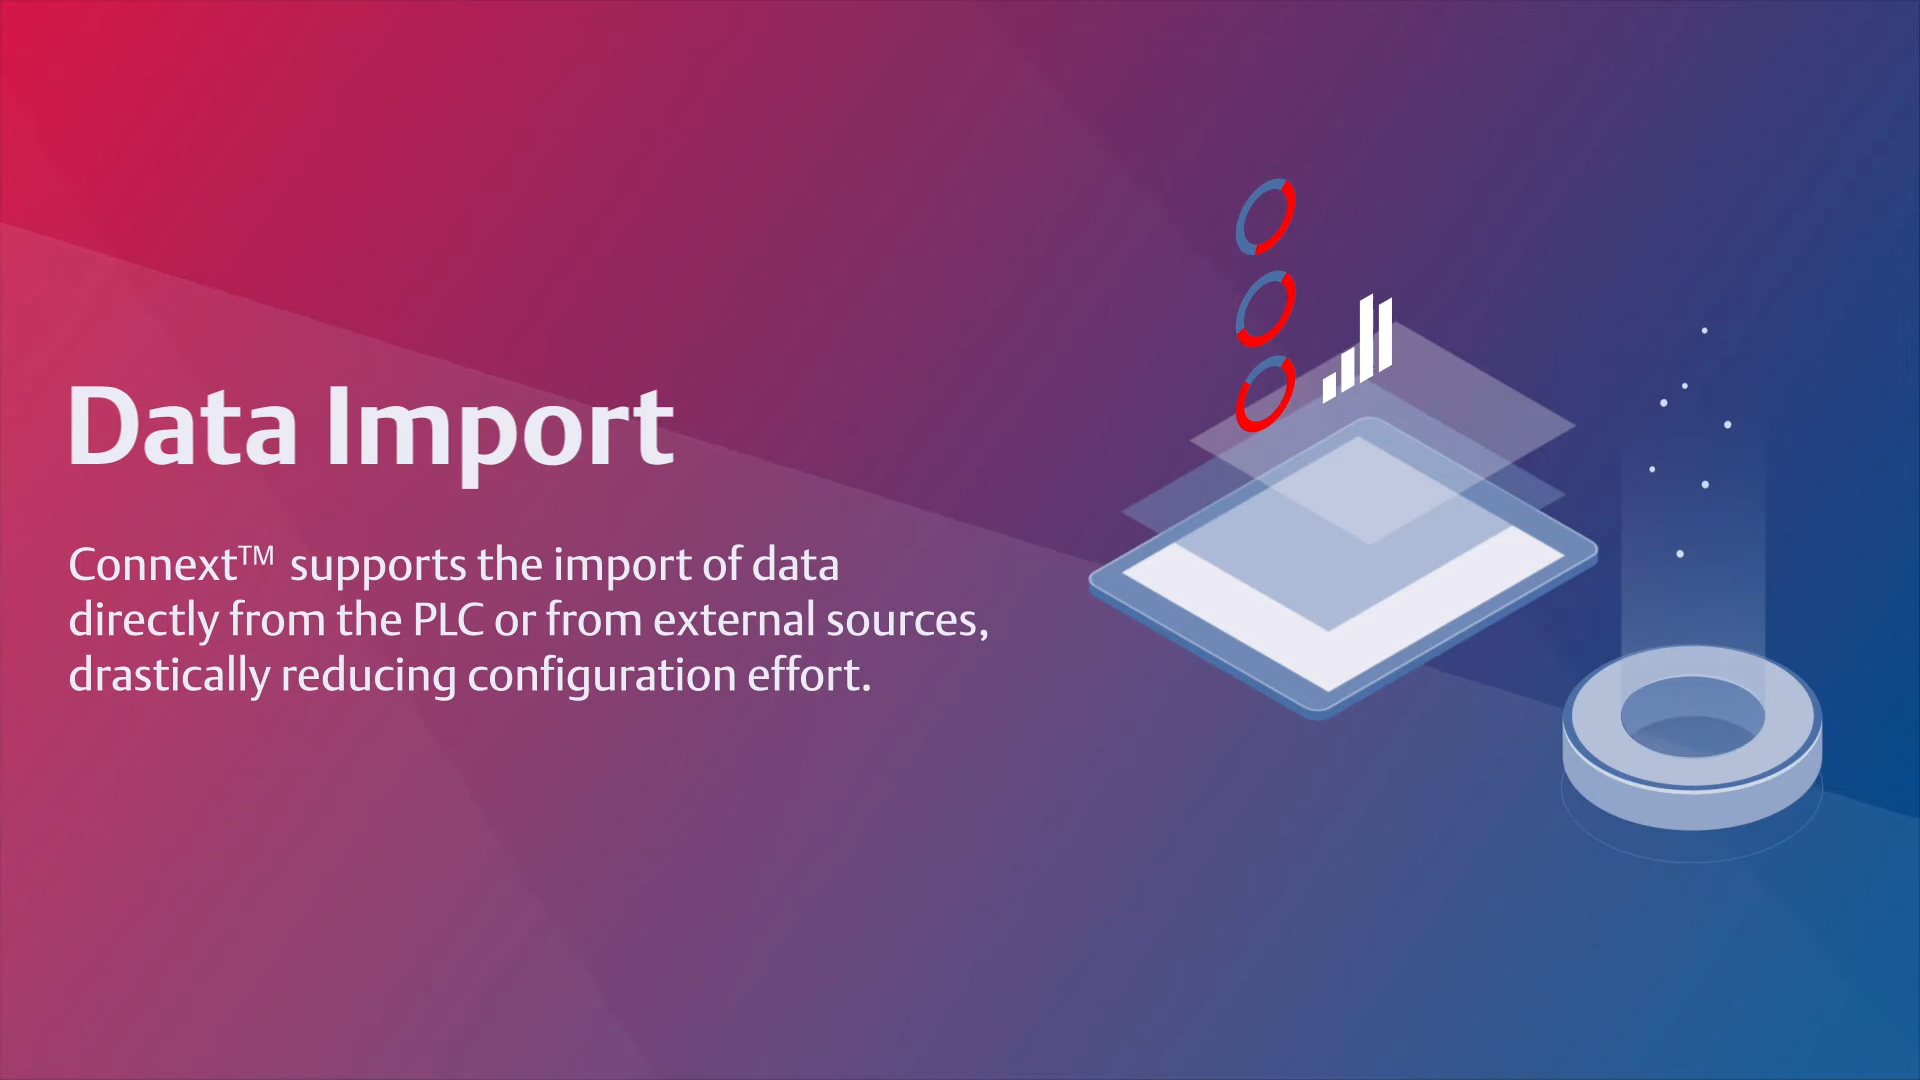 Data Import
Connext™ supports the import of data
directly from the PLC or from external sources,
drastically reducing configuration effort.